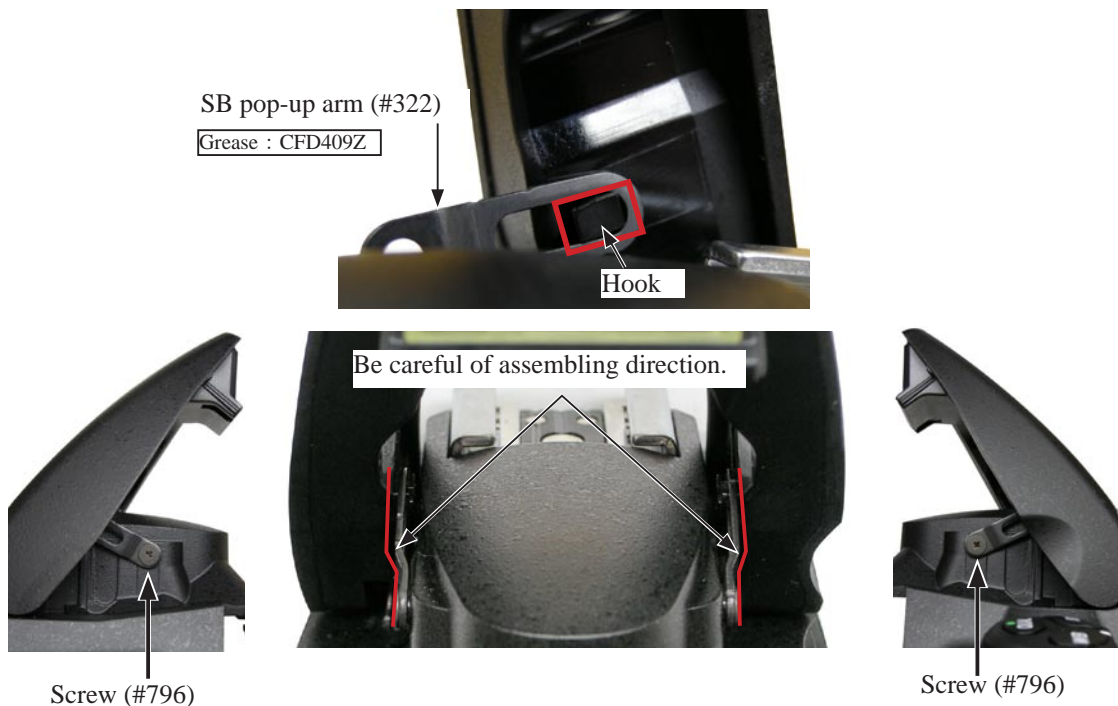 SB pop-up arm (#322)
Grease : CFD409Z
Hook
Be careful of assembling direction.
Screw (#796)
Screw (#796)